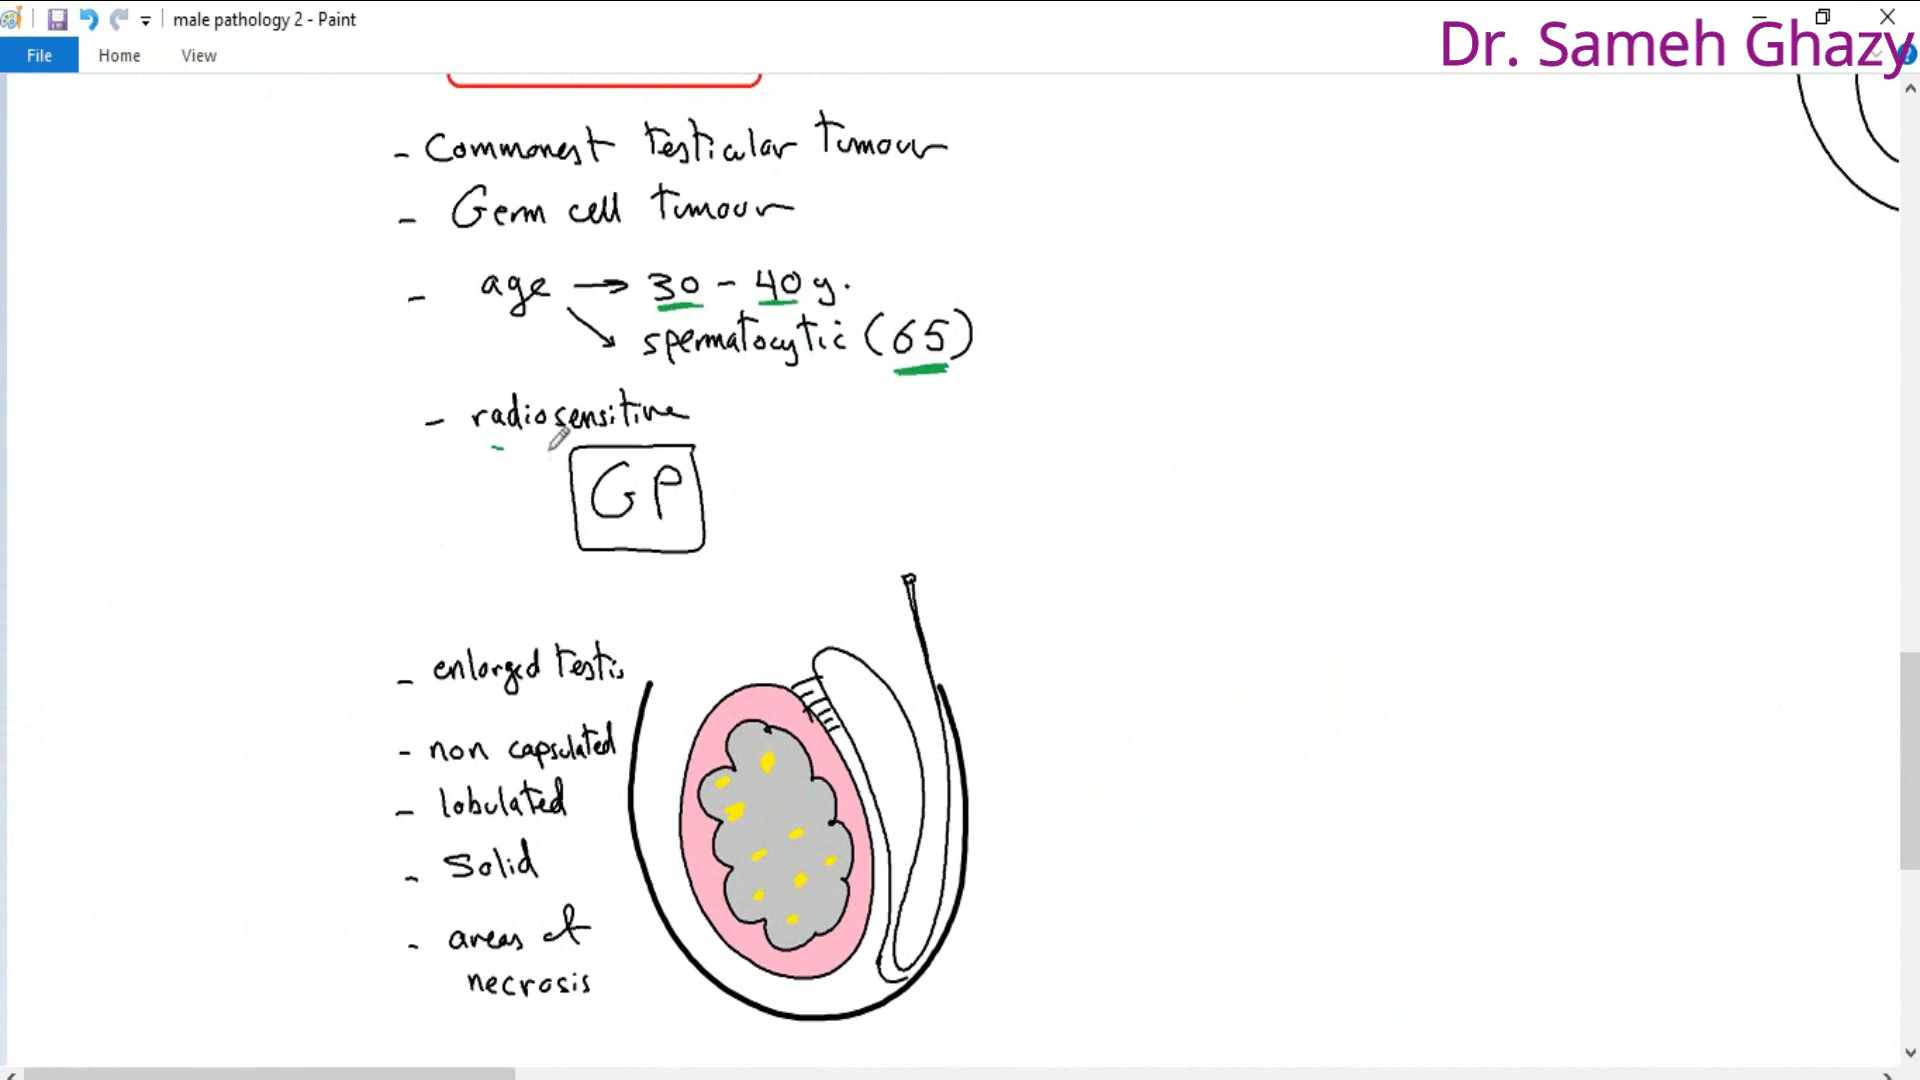 male pathology 2 - Paint
Dr. Sameh Ghazy
File Home View
- Commonest testicular Tumour
- Germ cell tumour
- age → 30 - 40 y.
spermatocytic (65)
- radiosensitive
GP
- enlarged testis
- non capsulated
- lobulated
- Solid
- areas of
necrosis